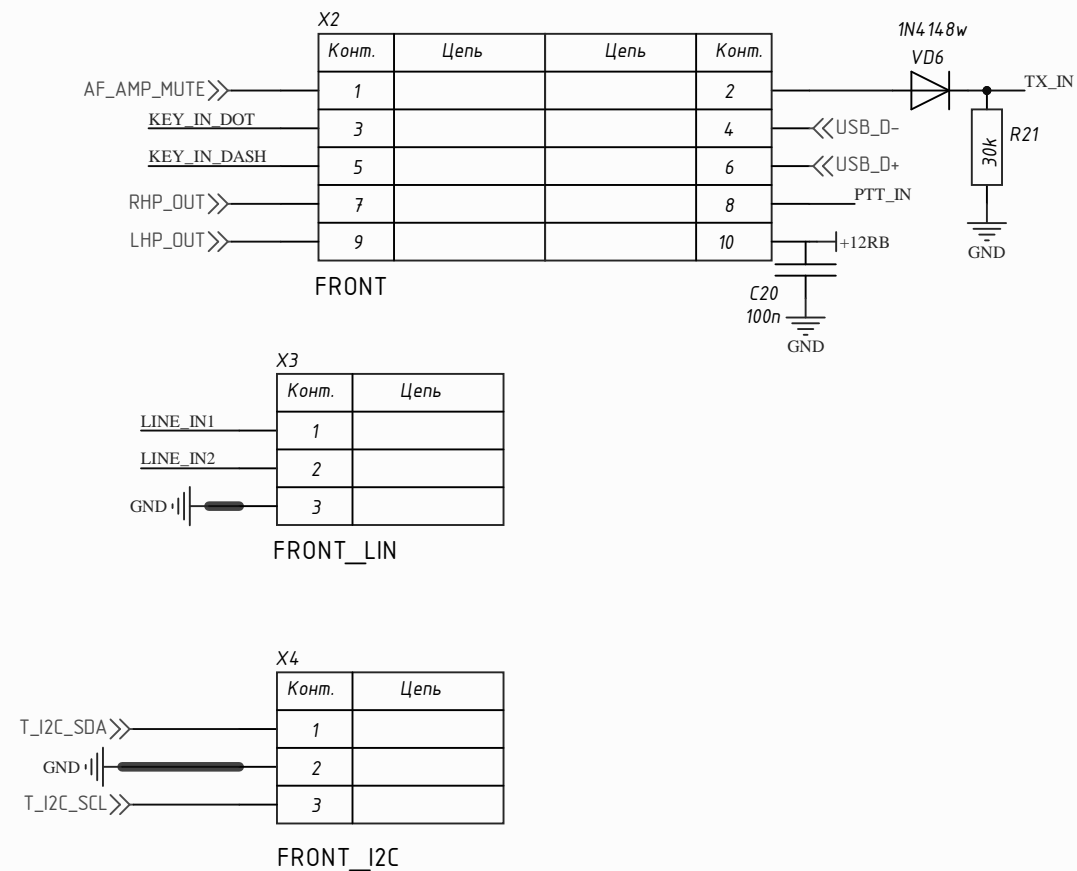 X2
1N4148w
Конт. Цепь Цепь Конт.
VD6
AF_AMP_MUTE 1 2 TX_IN
KEY_IN_DOT 3 4 USB_D-
R21
30k
KEY_IN_DASH 5 6 USB_D+
RHP_OUT 7 8 PTT_IN
LHP_OUT 9 10 +12RB
GND
FRONT
C20
100n
GND
X3
Конт. Цепь
LINE_IN1 1
LINE_IN2 2
GND 3
FRONT_LIN
X4
Конт. Цепь
T_I2C_SDA 1
GND 2
T_I2C_SCL 3
FRONT_I2C